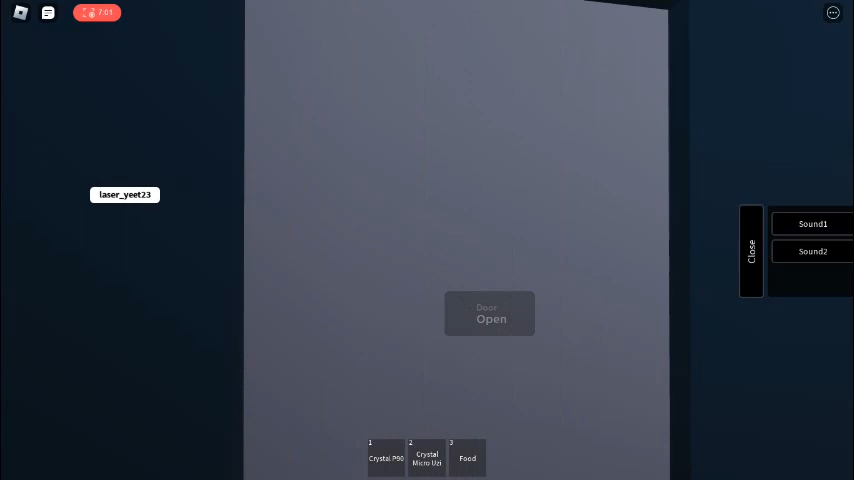 7:01
laser_yeet23
Sound1
Close
Sound2
Door
Open
1
Crystal P90
2
Crystal
Micro Uzi
3
Food